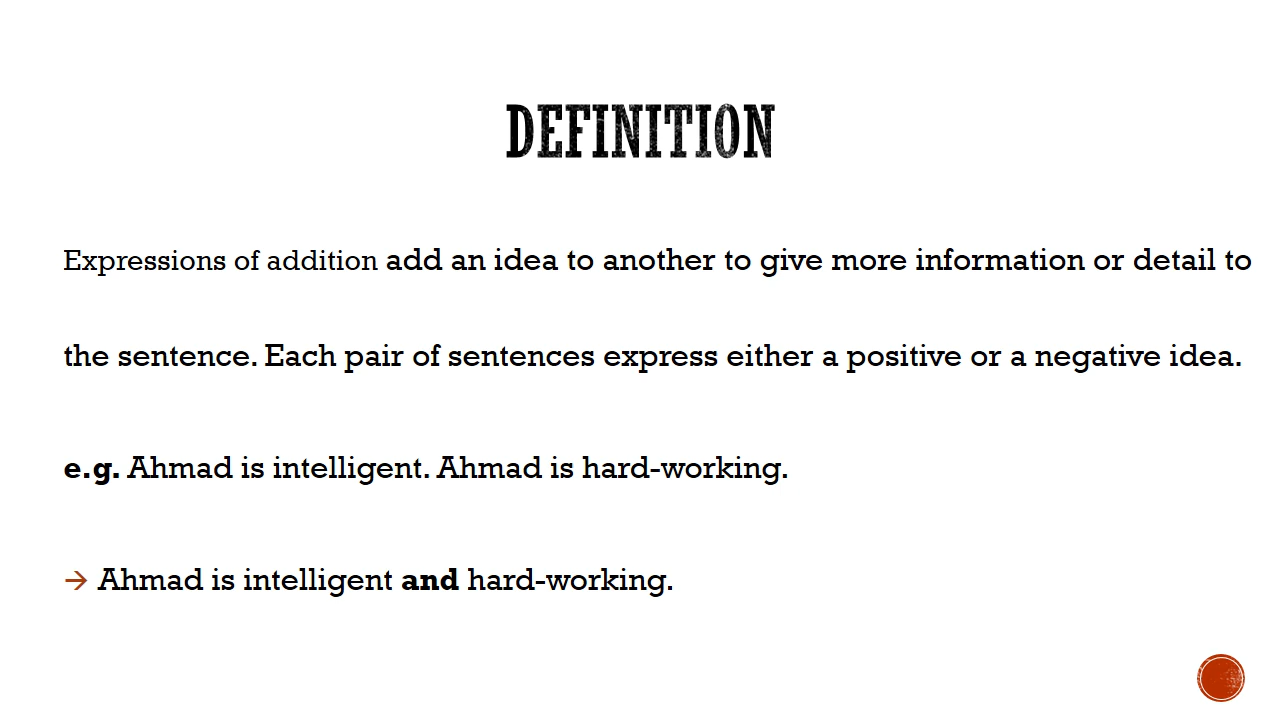 DEFINITION
Expressions of addition add an idea to another to give more information or detail to
the sentence. Each pair of sentences express either a positive or a negative idea.
e.g. Ahmad is intelligent. Ahmad is hard-working.
→ Ahmad is intelligent and hard-working.